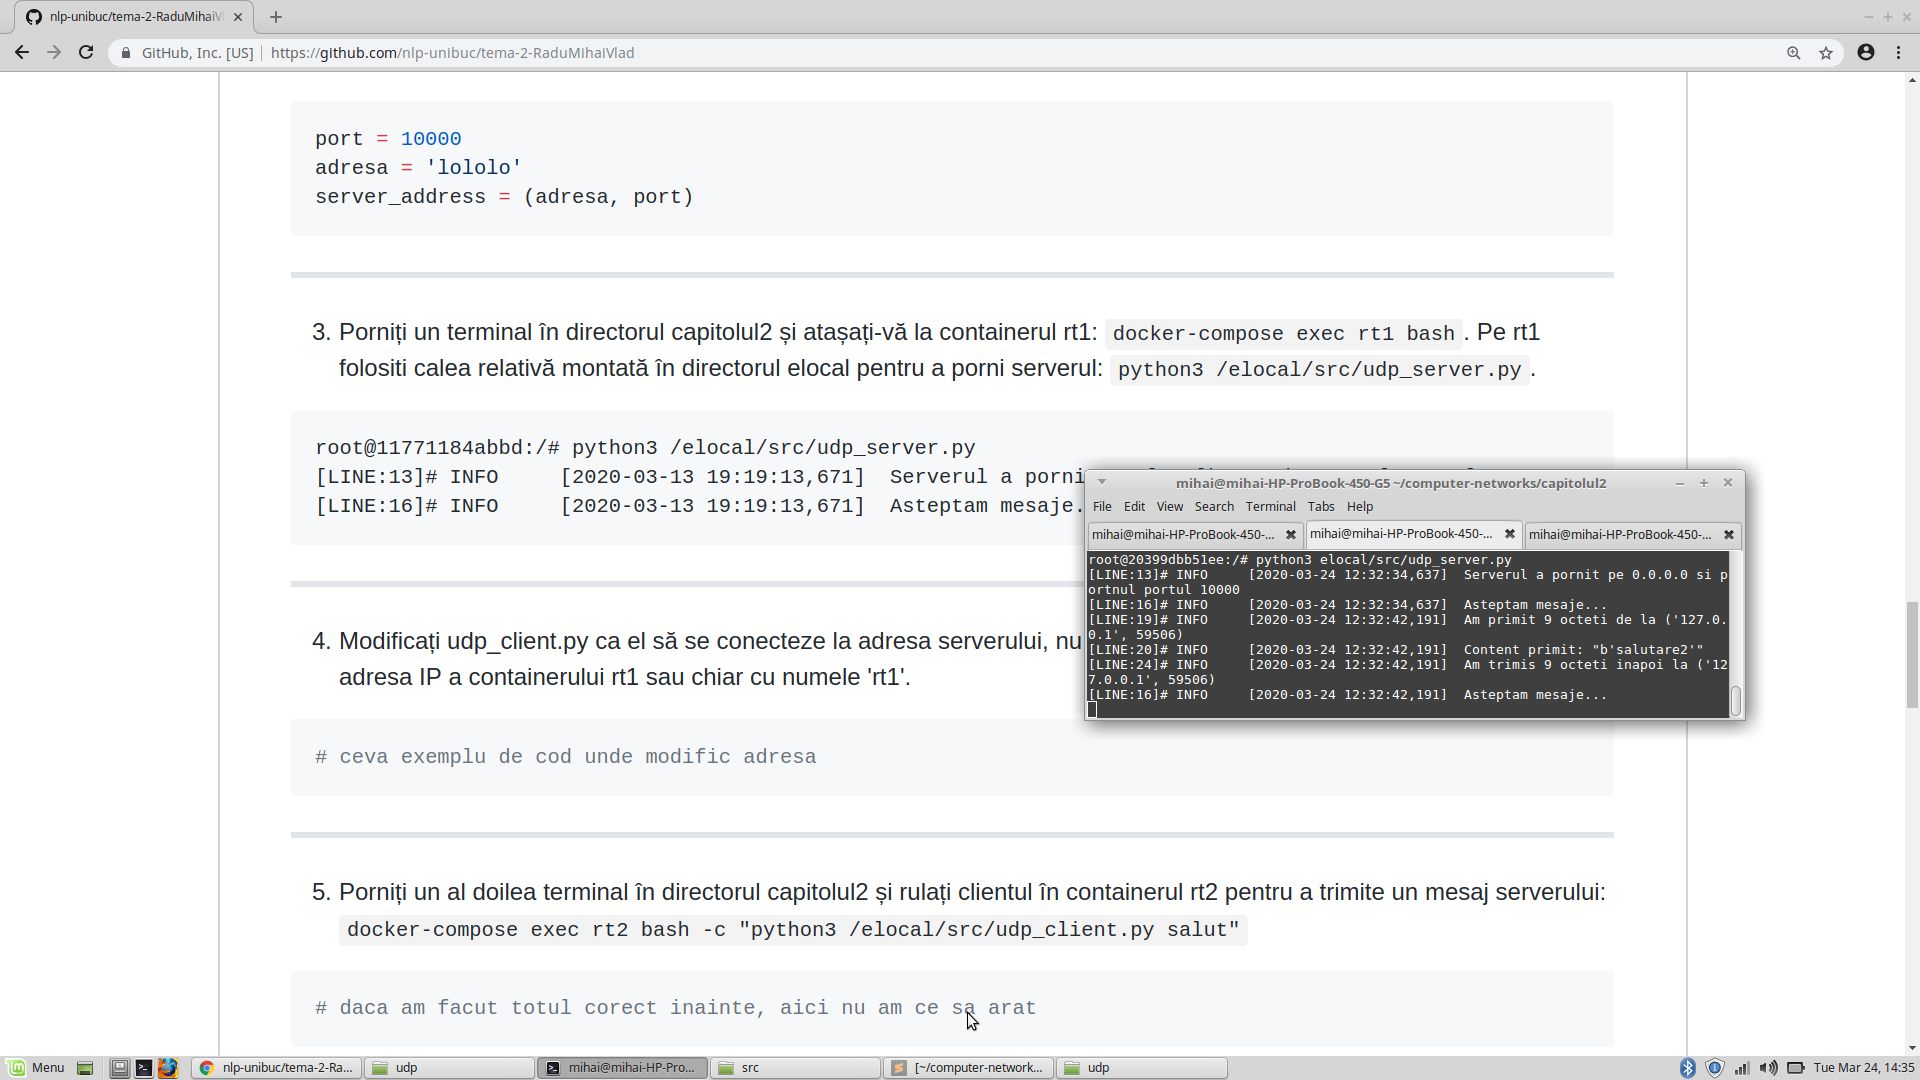 nlp-unibuc/tema-2-RaduMihaiV
GitHub, Inc. [US] | https://github.com/nlp-unibuc/tema-2-RaduMihaiVlad
port = 10000
adresa = 'lololo'
server_address = (adresa, port)
3. Porniți un terminal în directorul capitolul2 și atașați-vă la containerul rt1: docker-compose exec rt1 bash. Pe rt1
folositi calea relativă montată în directorul elocal pentru a porni serverul: python3 /elocal/src/udp_server.py.
root@11771184abbd:/# python3 /elocal/src/udp_server.py
[LINE:13]# INFO [2020-03-13 19:19:13,671] Serverul a porni
[LINE:16]# INFO [2020-03-13 19:19:13,671] Asteptam mesaje.
4. Modificați udp_client.py ca el să se conecteze la adresa serverului, nu
adresa IP a containerului rt1 sau chiar cu numele 'rt1'.
# ceva exemplu de cod unde modific adresa
5. Porniți un al doilea terminal în directorul capitolul2 și rulați clientul în containerul rt2 pentru a trimite un mesaj serverului:
docker-compose exec rt2 bash -c "python3 /elocal/src/udp_client.py salut"
# daca am facut totul corect inainte, aici nu am ce sa arat
mihai@mihai-HP-ProBook-450-G5 ~/computer-networks/capitolul2
File Edit View Search Terminal Tabs Help
mihai@mihai-HP-ProBook-450-... mihai@mihai-HP-ProBook-450-... mihai@mihai-HP-ProBook-450-...
root@20399dbb51ee:/# python3 elocal/src/udp_server.py
[LINE:13]# INFO [2020-03-24 12:32:34,637] Serverul a pornit pe 0.0.0.0 si p
ortnul portul 10000
[LINE:16]# INFO [2020-03-24 12:32:34,637] Asteptam mesaje...
[LINE:19]# INFO [2020-03-24 12:32:42,191] Am primit 9 octeti de la ('127.0.
0.1', 59506)
[LINE:20]# INFO [2020-03-24 12:32:42,191] Content primit: "b'salutare2'"
[LINE:24]# INFO [2020-03-24 12:32:42,191] Am trimis 9 octeti inapoi la ('12
7.0.0.1', 59506)
[LINE:16]# INFO [2020-03-24 12:32:42,191] Asteptam mesaje...
Menu nlp-unibuc/tema-2-Ra... udp mihai@mihai-HP-Pro... src [~/computer-network... udp Tue Mar 24, 14:35